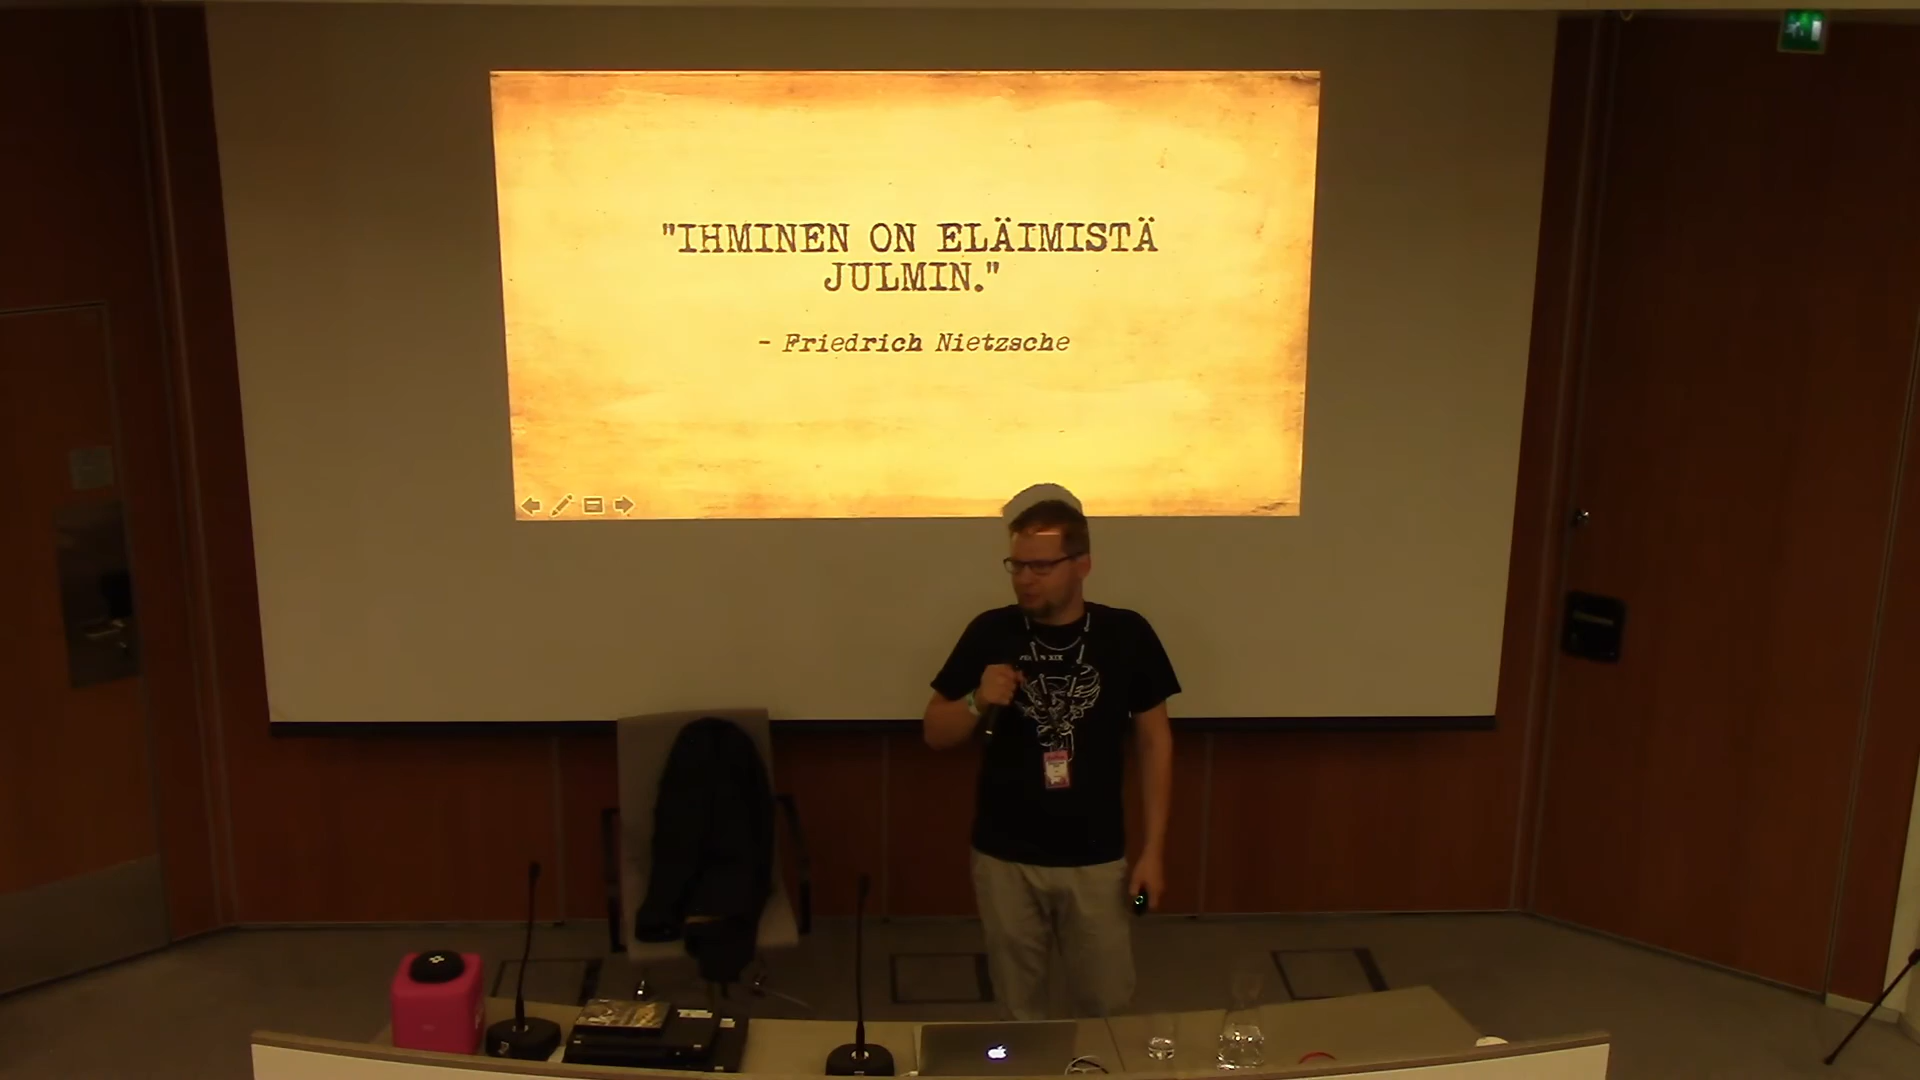 "IHMINEN ON ELÄIMISTÄ
JULMIN."
- Friedrich Nietzsche